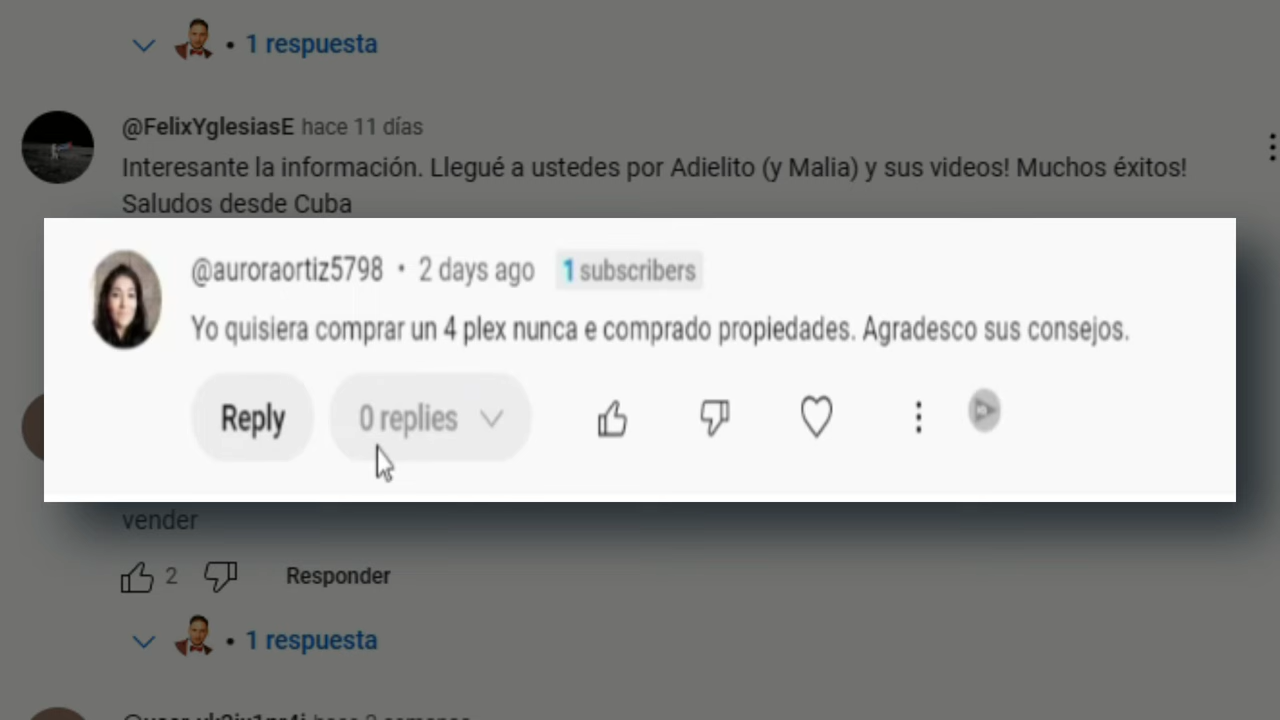 1 respuesta
@FelixYglesiasE hace 11 días
Interesante la información. Llegué a ustedes por Adielito (y Malia) y sus videos! Muchos éxitos!
Saludos desde Cuba
@auroraortiz5798 • 2 days ago 1 subscribers
Yo quisiera comprar un 4 plex nunca e comprado propiedades. Agradesco sus consejos.
Reply 0 replies
vender
2 Responder
• 1 respuesta